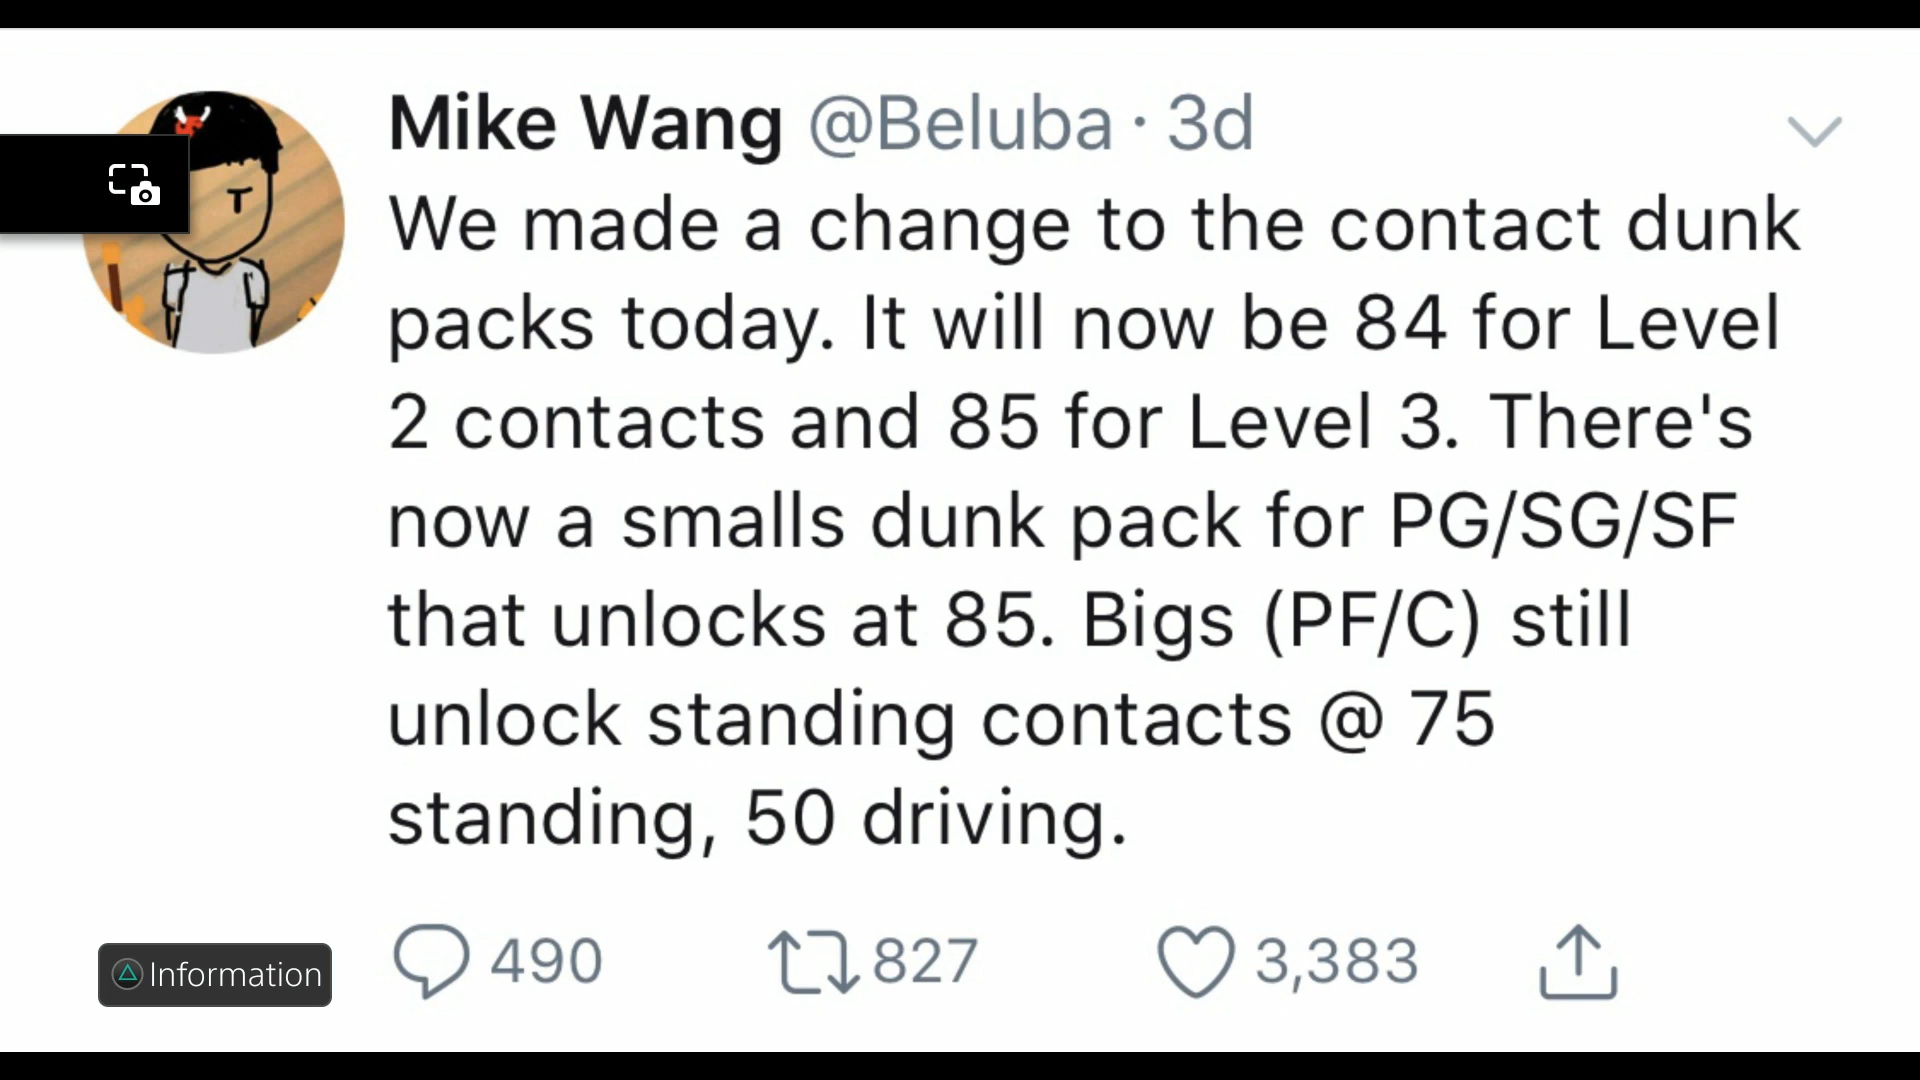 Mike Wang @Beluba · 3d
We made a change to the contact dunk
packs today. It will now be 84 for Level
2 contacts and 85 for Level 3. There's
now a smalls dunk pack for PG/SG/SF
that unlocks at 85. Bigs (PF/C) still
unlock standing contacts @ 75
standing, 50 driving.
490 827 3,383
Information